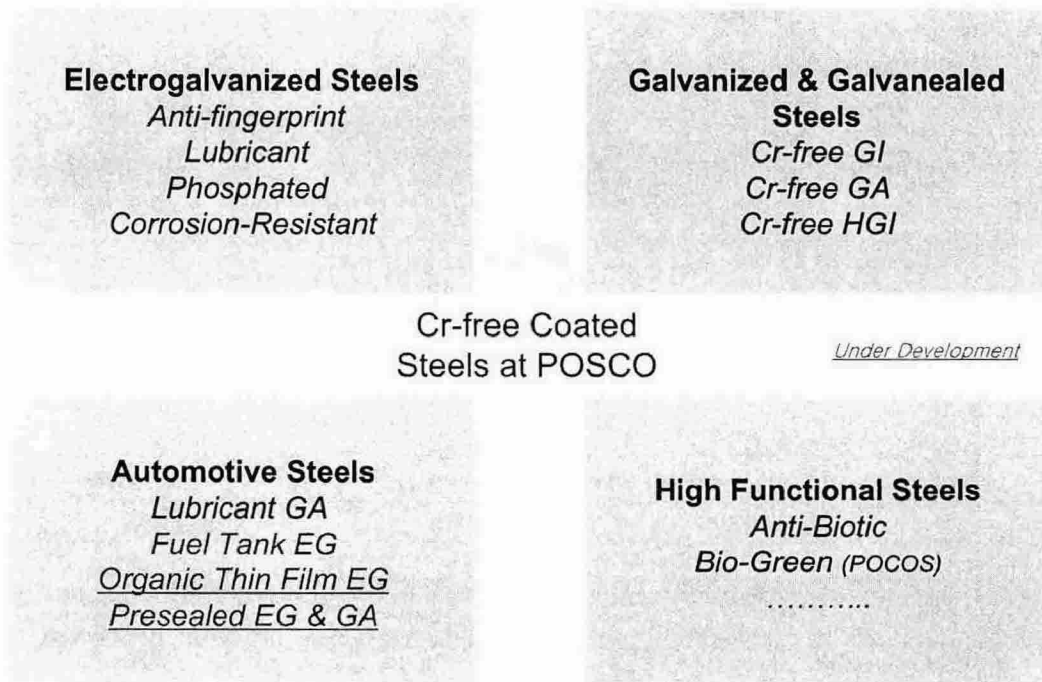 Electrogalvanized Steels
Anti-fingerprint
Lubricant
Phosphated
Corrosion-Resistant
Galvanized & Galvanealed
Steels
Cr-free GI
Cr-free GA
Cr-free HGI
Cr-free Coated
Steels at POSCO
Under Development
Automotive Steels
Lubricant GA
Fuel Tank EG
Organic Thin Film EG
Presealed EG & GA
High Functional Steels
Anti-Biotic
Bio-Green (POCOS)
...........